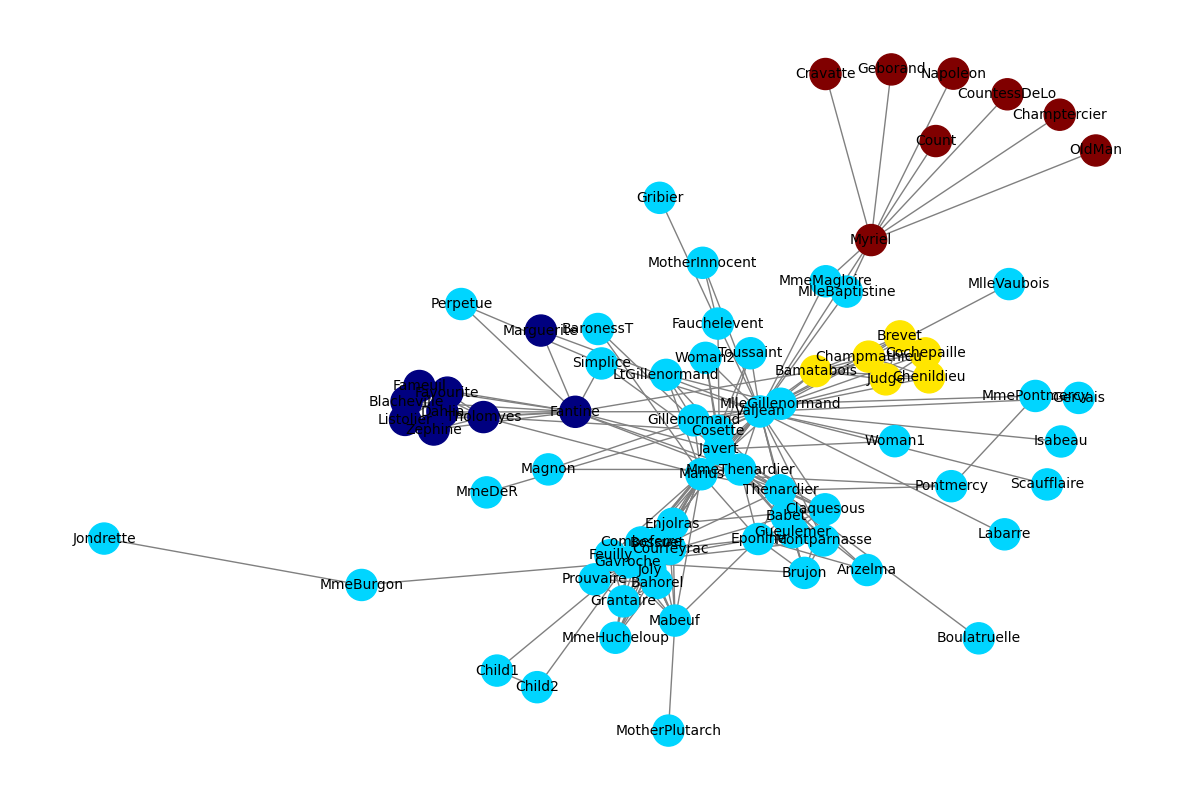 Cravatte
Geborand
Napoleon
CountessDeLo
Champtercier
Count
OldMan
Gribier
Myriel
MotherInnocent
MmeMagloire
MlleBaptistine
MlleVaubois
Perpetue
Marguerite
BaronessT
Fauchelevent
Brevet
Simplice
Woman2
Toussaint
Champmathieu
Cochepaille
LtGillenormand
Bamatabois
Judge
Chenildieu
Fameuil
Favourite
Blacheville
Dahlia
Listolier
Zephine
Tholomyes
Fantine
MlleGillenormand
Valjean
MmePontmercy
Gervais
Gillenormand
Cosette
Javert
Woman1
Isabeau
Magnon
Marius
MmeThenardier
MmeDeR
Thenardier
Pontmercy
Scaufflaire
Claquesous
Babet
Enjolras
Gueulemer
Labarre
Jondrette
Combeferre
Bossuet
Courfeyrac
Eponine
Montparnasse
Feuilly
Gavroche
Joly
Prouvaire
Bahorel
Brujon
Anzelma
MmeBurgon
Grantaire
Mabeuf
MmeHucheloup
Boulatruelle
Child1
Child2
MotherPlutarch